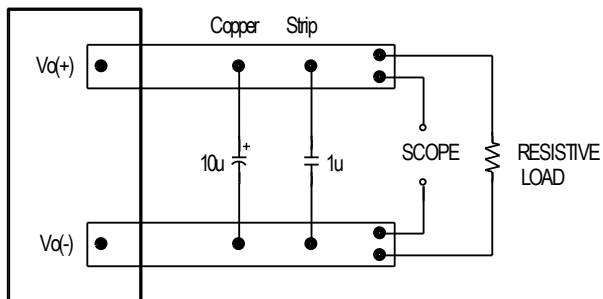 Copper Strip
Vo(+)
10u
+
1u
SCOPE
RESISTIVE
LOAD
Vo(-)